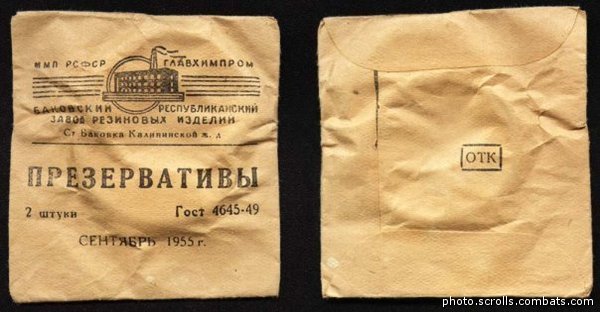 ММП РСФСР ГЛАВХИМПРОМ
БАКОВСКИЙ РЕСПУБЛИКАНСКИЙ
ЗАВОД РЕЗИНОВЫХ ИЗДЕЛИЙ
Ст Баковка Калининской ж. д
ПРЕЗЕРВАТИВЫ
2 штуки Гост 4645-49
СЕНТЯБРЬ 1955 г.
ОТК
photo.scrolls.combats.com